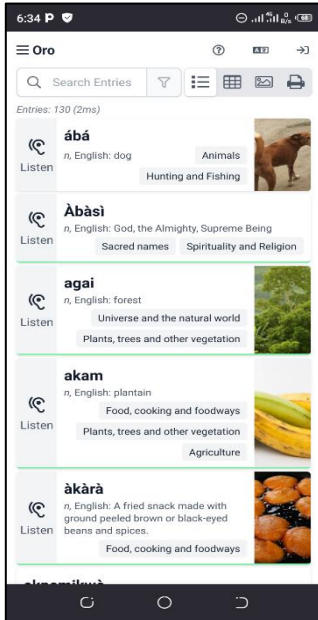 6:34 P
68
Oro
Search Entries
Entries: 130 (2ms)
ábá
n, English: dog
Animals
Hunting and Fishing
Listen
Àbàsì
n, English: God, the Almighty, Supreme Being
Sacred names Spirituality and Religion
Listen
agai
n, English: forest
Universe and the natural world
Plants, trees and other vegetation
Listen
akam
n, English: plantain
Food, cooking and foodways
Plants, trees and other vegetation
Agriculture
Listen
àkàrà
n, English: A fried snack made with
ground peeled brown or black-eyed
beans and spices.
Food, cooking and foodways
Listen